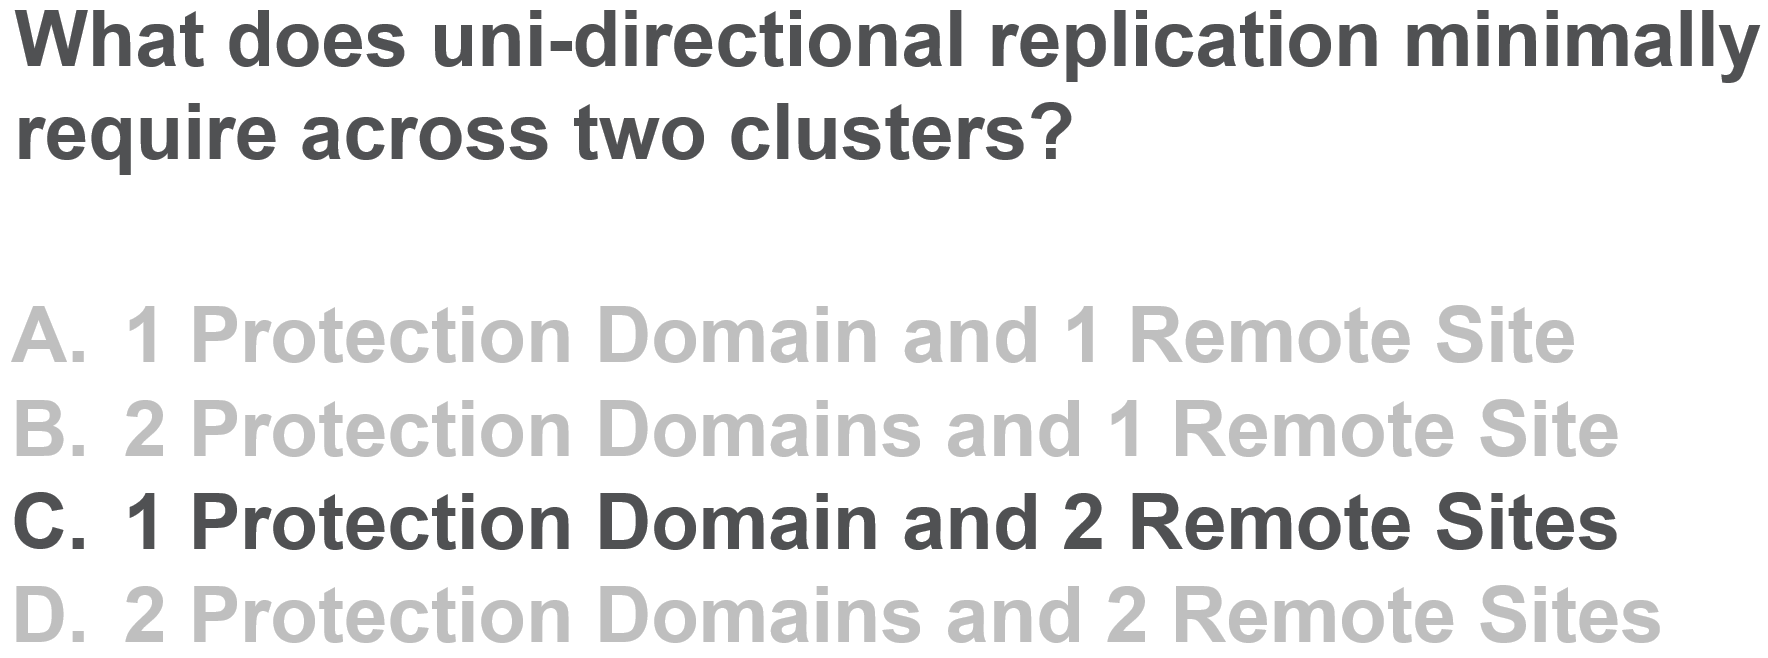 What does uni-directional replication minimally
require across two clusters?
A. 1 Protection Domain and 1 Remote Site
B. 2 Protection Domains and 1 Remote Site
C. 1 Protection Domain and 2 Remote Sites
D. 2 Protection Domains and 2 Remote Sites